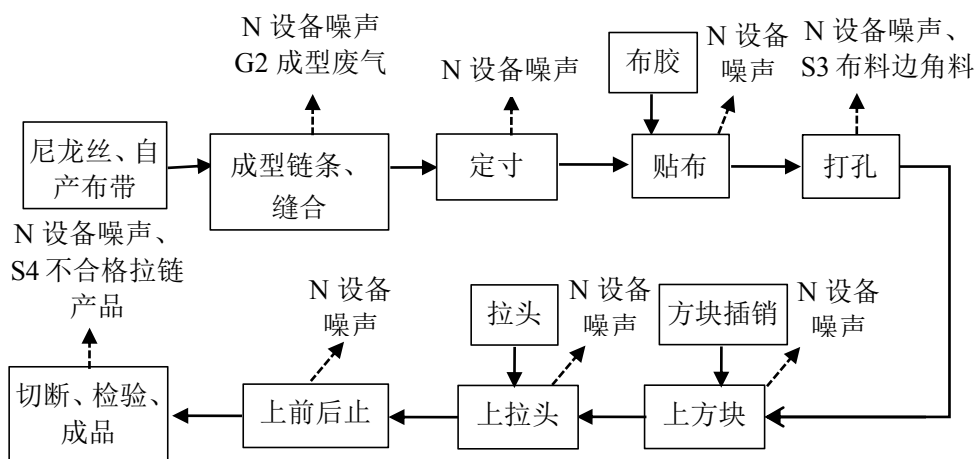 N 设备噪声
G2 成型废气
N 设备噪声
布胶
N 设备
噪声
N 设备噪声、
S3 布料边角料
尼龙丝、自
产布带
成型链条、
缝合
定寸
贴布
打孔
N 设备噪声、
S4 不合格拉链
产品
N 设备
噪声
拉头
N 设备
噪声
方块插销
N 设备
噪声
切断、检验、
成品
上前后止
上拉头
上方块